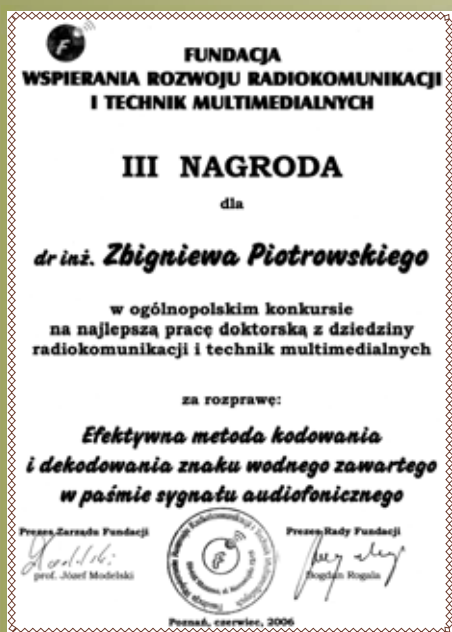 FUNDACJA
WSPIERANIA ROZWOJU RADIOKOMUNIKACJI
I TECHNIK MULTIMEDIALNYCH
III NAGRODA
dla
dr inż. Zbigniewa Piotrowskiego
w ogólnopolskim konkursie
na najlepszą pracę doktorską z dziedziny
radiokomunikacji i technik multimedialnych
za rozprawę:
Efektywna metoda kodowania
i dekodowania znaku wodnego zawartego
w paśmie sygnału audiofonicznego
Prezes Zarządu Fundacji
prof. Józef Modelski
Prezes Rady Fundacji
Bogdan Rogala
Poznań, czerwiec, 2006